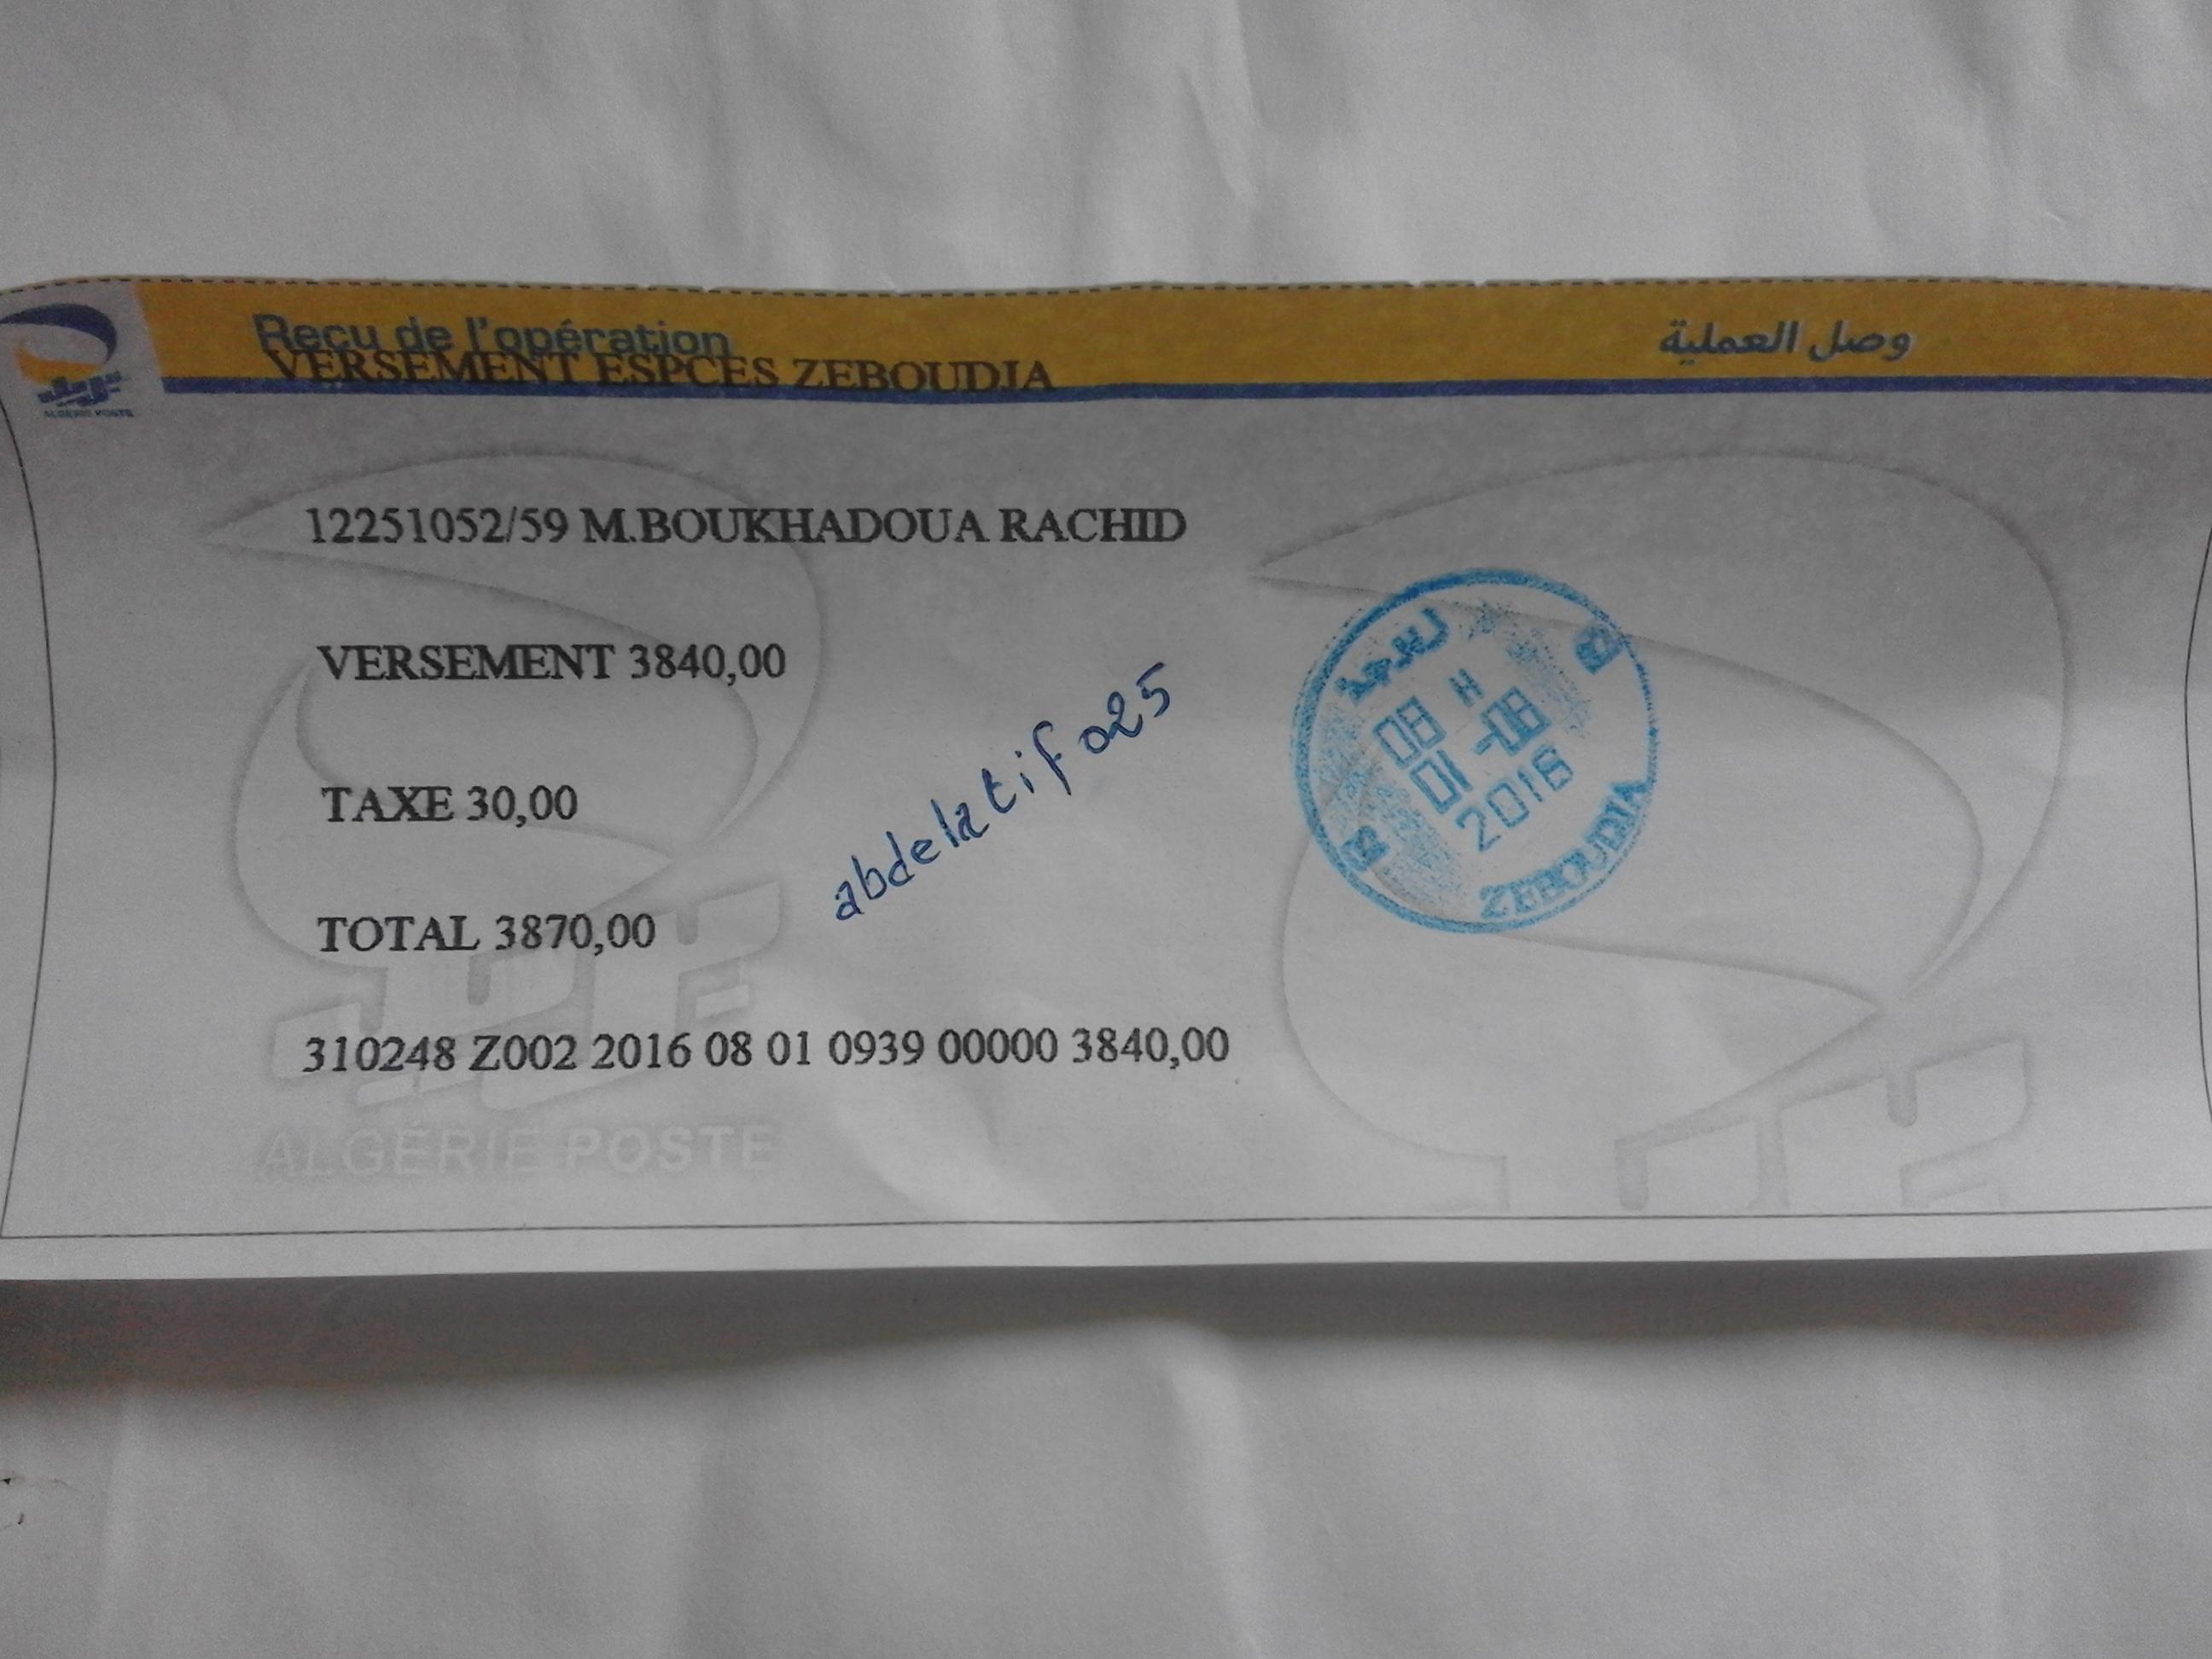 Reçu de l'opération
وصل العملية
VERSEMENT ESPCES ZEBOUDJA
ALGÉRIE POSTE
12251052/59 M.BOUKHADOUA RACHID
VERSEMENT 3840,00
TAXE 30,00
TOTAL 3870,00
abdelatif025
08 H
01 -08
2016
ZEBOUDJA
310248 Z002 2016 08 01 0939 00000 3840,00
ALGÉRIE POSTE